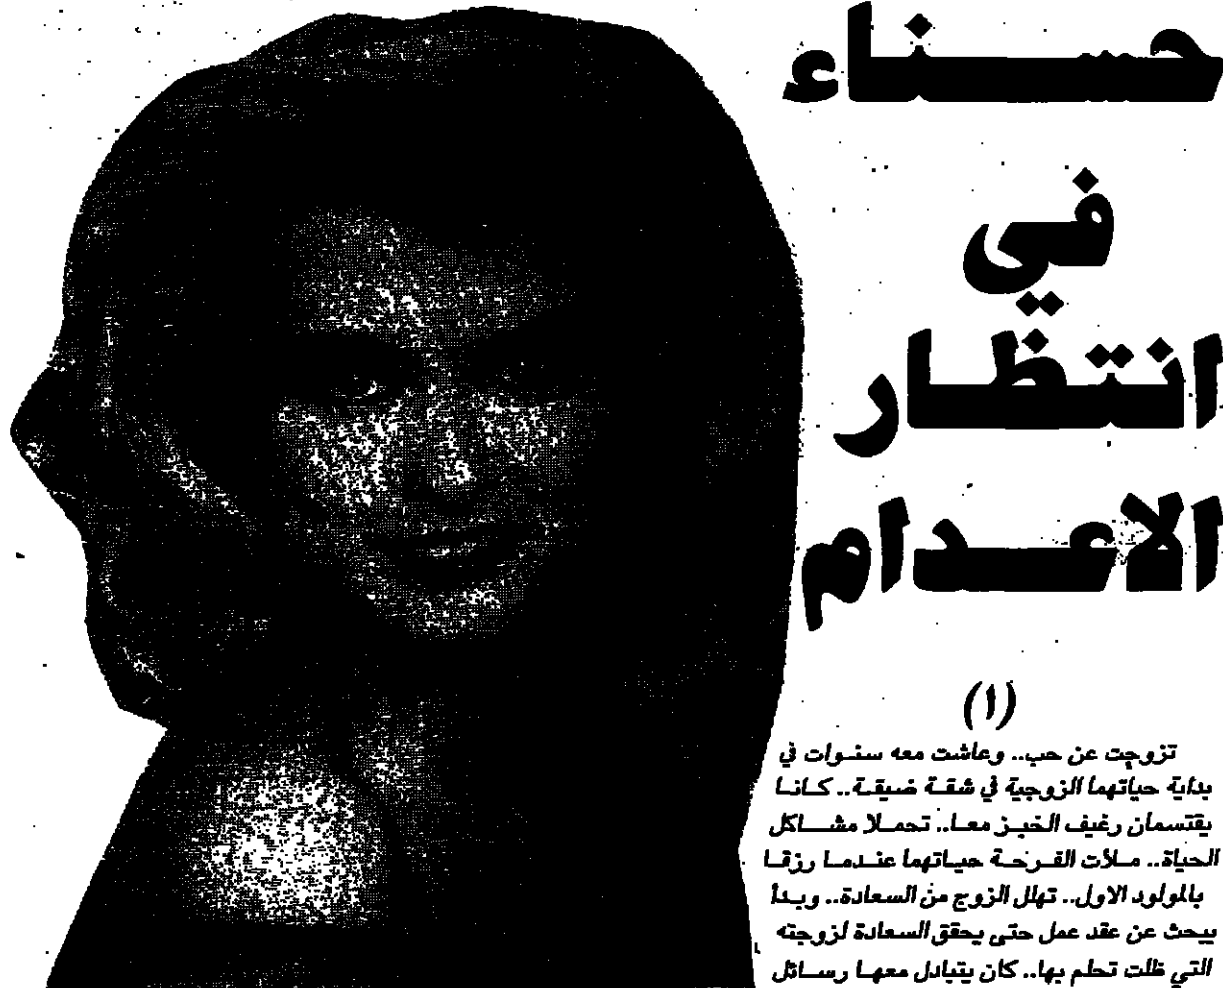 حسناء
في
انتظار
الاعدام
(١)
تزوجت عن حب.. وعاشت معه سنوات في
بداية حياتهما الزوجية في شقة ضيقة.. كانا
يقتسمان رغيف الخبز معا.. تحملا مشاكل
الحياة.. ملأت الفرحة حياتهما عندما رزقا
بالمولود الاول.. تهلل الزوج من السعادة.. وبدأ
يبحث عن عقد عمل حتى يحقق السعادة لزوجته
التي ظلت تحلم بها.. كان يتبادل معها رسائل